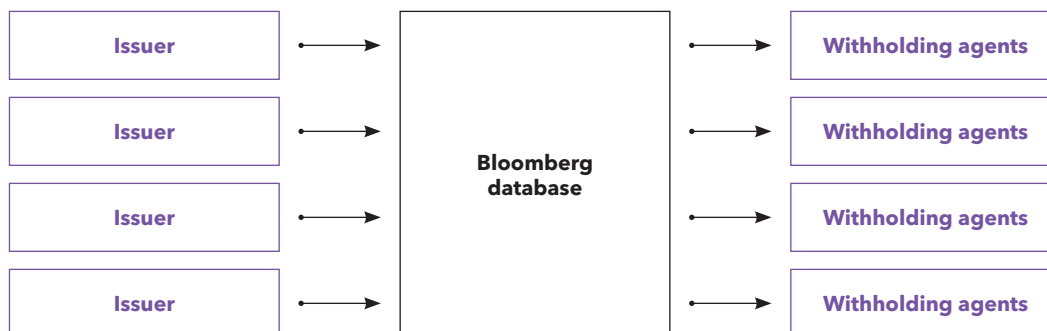 Issuer
Withholding agents
Issuer
Withholding agents
Bloomberg
database
Issuer
Withholding agents
Issuer
Withholding agents